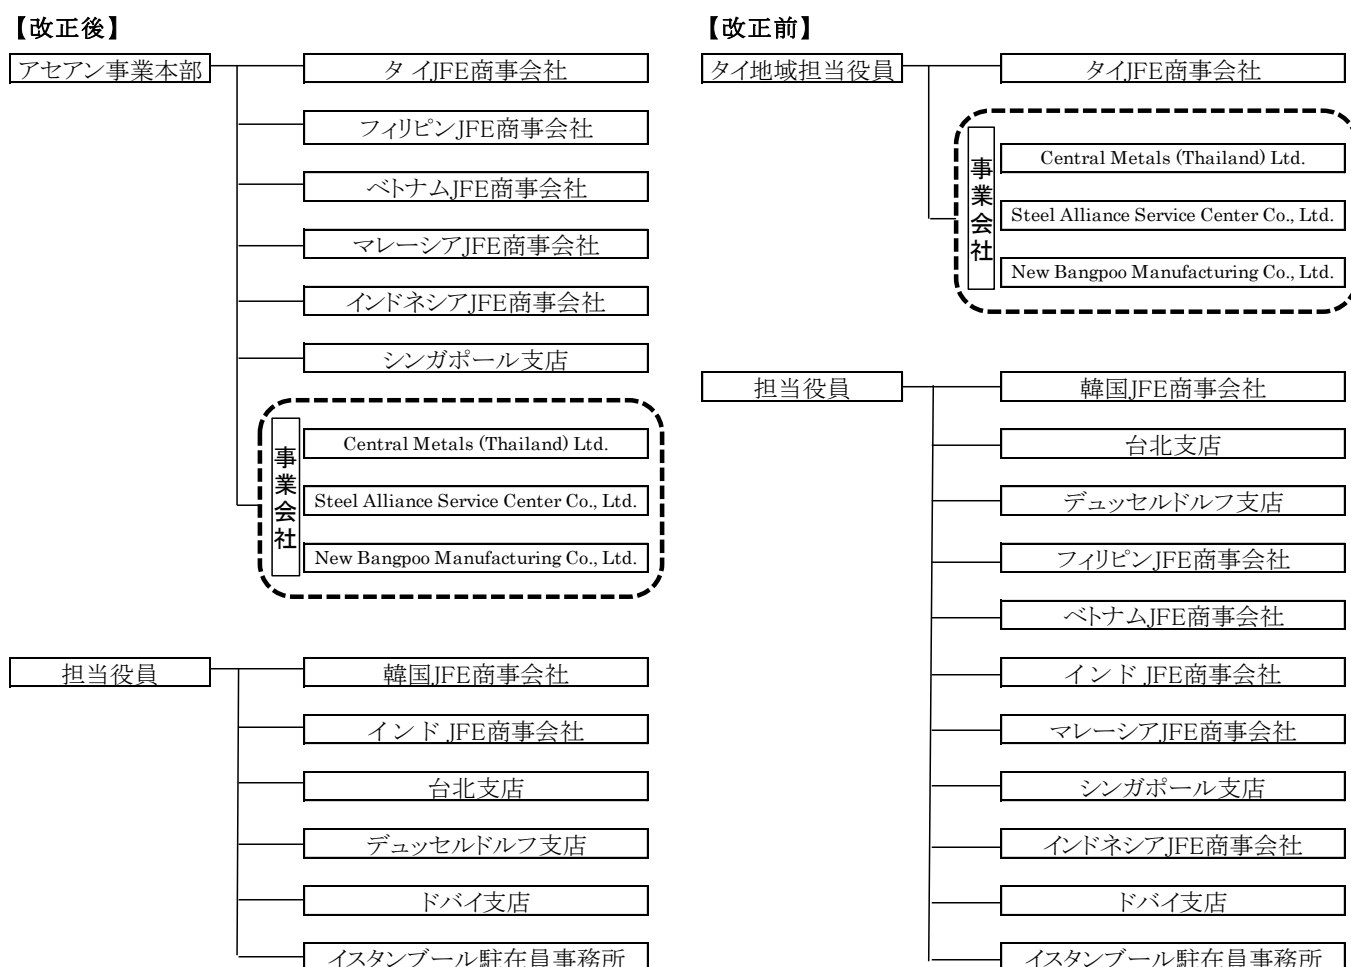 【改正後】
アセアン事業本部
タイJFE商事会社
フィリピンJFE商事会社
ベトナムJFE商事会社
マレーシアJFE商事会社
インドネシアJFE商事会社
シンガポール支店
事業会社
Central Metals (Thailand) Ltd.
Steel Alliance Service Center Co., Ltd.
New Bangpoo Manufacturing Co., Ltd.
担当役員
韓国JFE商事会社
インド JFE商事会社
台北支店
デュッセルドルフ支店
ドバイ支店
イスタンブール駐在員事務所
【改正前】
タイ地域担当役員
タイJFE商事会社
事業会社
Central Metals (Thailand) Ltd.
Steel Alliance Service Center Co., Ltd.
New Bangpoo Manufacturing Co., Ltd.
担当役員
韓国JFE商事会社
台北支店
デュッセルドルフ支店
フィリピンJFE商事会社
ベトナムJFE商事会社
インド JFE商事会社
マレーシアJFE商事会社
シンガポール支店
インドネシアJFE商事会社
ドバイ支店
イスタンブール駐在員事務所